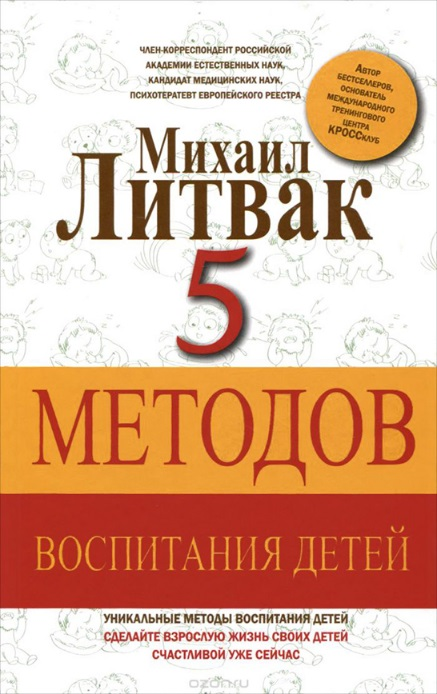 ЧЛЕН-КОРРЕСПОНДЕНТ РОССИЙСКОЙ
АКАДЕМИИ ЕСТЕСТВЕННЫХ НАУК,
КАНДИДАТ МЕДИЦИНСКИХ НАУК,
ПСИХОТЕРАТЕВТ ЕВРОПЕЙСКОГО РЕЕСТРА
АВТОР
БЕСТСЕЛЛЕРОВ,
ОСНОВАТЕЛЬ
МЕЖДУНАРОДНОГО
ТРЕНИНГОВОГО
ЦЕНТРА
КРОССКЛУБ
Михаил
Литвак
5
МЕТОДОВ
ВОСПИТАНИЯ ДЕТЕЙ
УНИКАЛЬНЫЕ МЕТОДЫ ВОСПИТАНИЯ ДЕТЕЙ
СДЕЛАЙТЕ ВЗРОСЛУЮ ЖИЗНЬ СВОИХ ДЕТЕЙ
СЧАСТЛИВОЙ УЖЕ СЕЙЧАС
ozon.ru